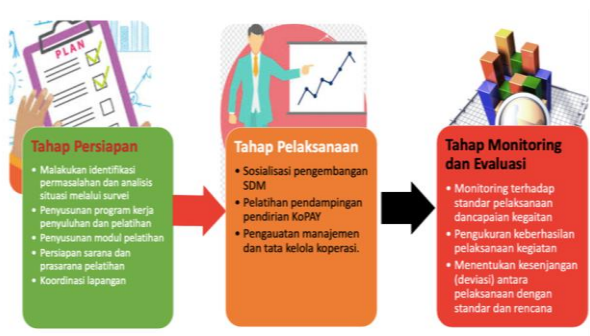 PLAN
Tahap Persiapan
• Malakukan identifikasi
permasalahan dan analisis
situasi melalui survei
• Penyusunan program kerja
penyuluhan dan pelatihan
• Penyusunan modul pelatihan
• Persiapan sarana dan
prasarana pelatihan
• Koordinasi lapangan
Tahap Pelaksanaan
• Sosialisasi pengembangan
SDM
• Pelatihan pendampingan
pendirian KoPAY
• Pengauatan manajemen
dan tata kelola koperasi.
Tahap Monitoring
dan Evaluasi
• Monitoring terhadap
standar pelaksanaan
dancapaian kegaitan
• Pengukuran keberhasilan
pelaksanaan kegiatan
• Menentukan kesenjangan
(deviasi) antara
pelaksanaan dengan
standar dan rencana